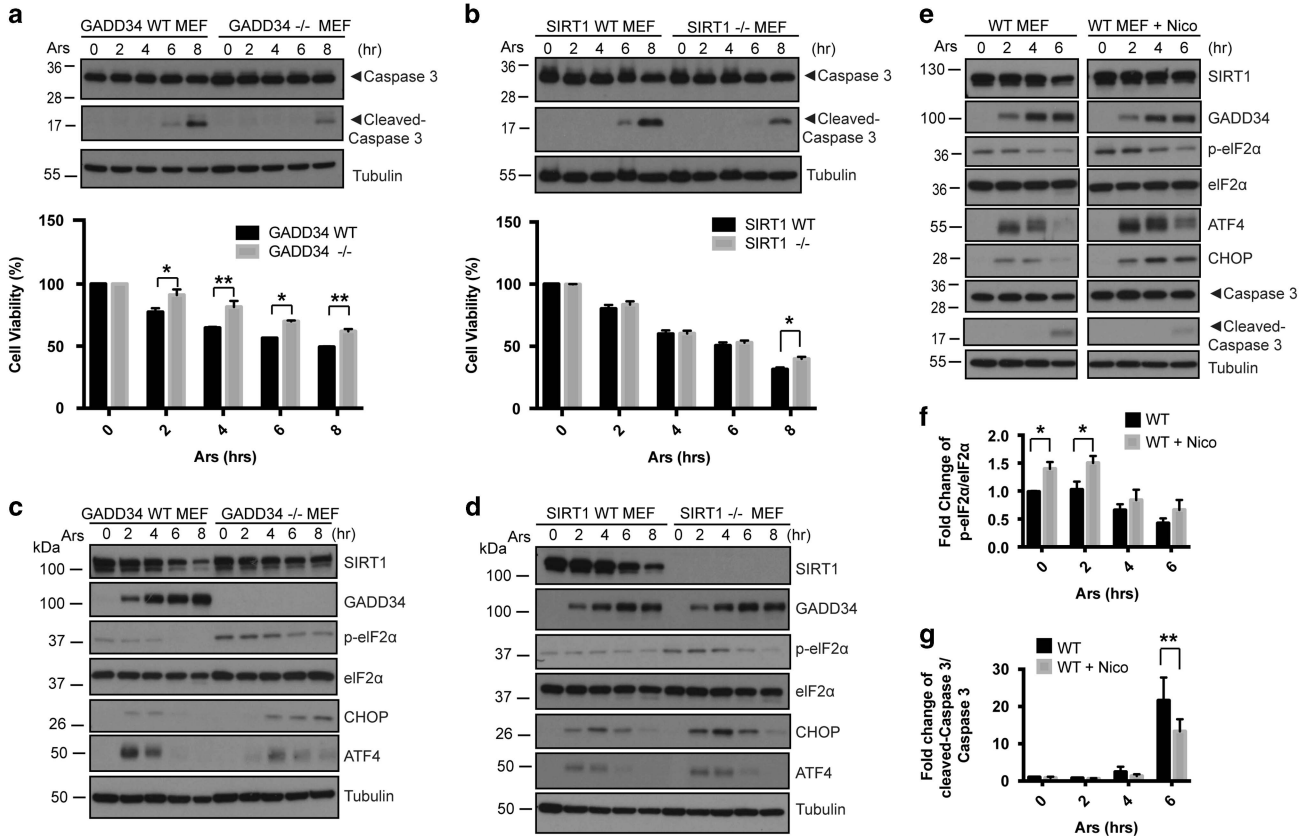 a
GADD34 WT MEF GADD34 -/- MEF
Ars 0 2 4 6 8 0 2 4 6 8 (hr)
36
Caspase 3
28
17
Cleaved-
Caspase 3
55
Tubulin
150
100
50
0
Cell Viability (%)
GADD34 WT
GADD34 -/-
* ** * **
0 2 4 6 8
Ars (hrs)
b
SIRT1 WT MEF SIRT1 -/- MEF
Ars 0 2 4 6 8 0 2 4 6 8 (hr)
36
Caspase 3
28
17
Cleaved-
Caspase 3
55
Tubulin
150
100
50
0
Cell Viability (%)
SIRT1 WT
SIRT1 -/-
*
0 2 4 6 8
Ars (hrs)
c
GADD34 WT MEF GADD34 -/- MEF
Ars 0 2 4 6 8 0 2 4 6 8 (hr)
kDa
100 SIRT1
100 GADD34
37 p-eIF2α
37 eIF2α
26 CHOP
50 ATF4
50 Tubulin
d
SIRT1 WT MEF SIRT1 -/- MEF
Ars 0 2 4 6 8 0 2 4 6 8 (hr)
kDa
100 SIRT1
100 GADD34
37 p-eIF2α
37 eIF2α
26 CHOP
50 ATF4
50 Tubulin
e
WT MEF WT MEF + Nico
Ars 0 2 4 6 0 2 4 6 (hr)
130 SIRT1
100 GADD34
36 p-eIF2α
36 eIF2α
55 ATF4
28 CHOP
36 Caspase 3
28
17 Cleaved-
Caspase 3
55 Tubulin
f
WT
WT + Nico
2.0
1.5
1.0
0.5
0.0
Fold Change of
p-eIF2α/eIF2α
* *
0 2 4 6
Ars (hrs)
g
WT
WT + Nico
30
20
10
0
Fold change of
cleaved-Caspase 3/
Caspase 3
**
0 2 4 6
Ars (hrs)